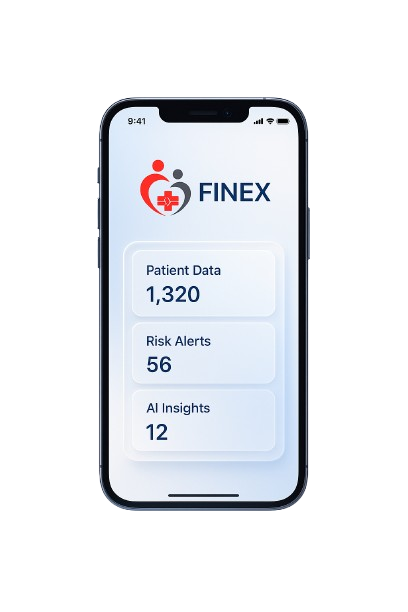 9:41
FINEX
Patient Data
1,320
Risk Alerts
56
AI Insights
12